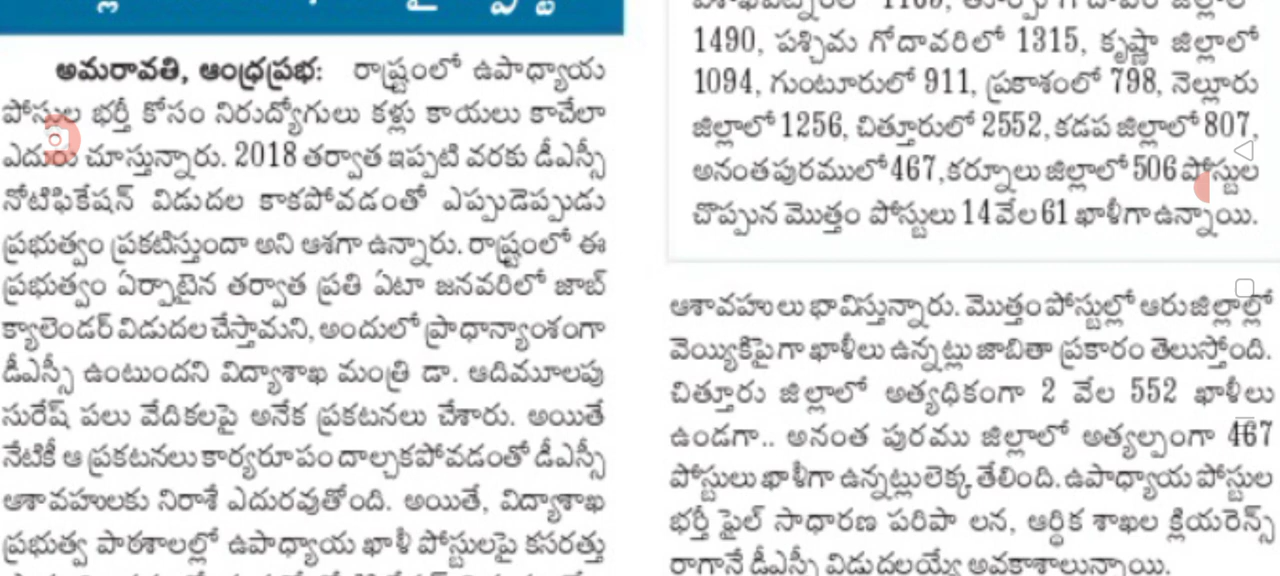 అమరావతి, ఆంధ్రప్రభ: రాష్ట్రంలో ఉపాధ్యాయ
పోస్టుల భర్తీ కోసం నిరుద్యోగులు కళ్లు కాయలు కాచేలా
ఎదురు చూస్తున్నారు. 2018 తర్వాత ఇప్పటి వరకు డీఎస్సీ
నోటిఫికేషన్ విడుదల కాకపోవడంతో ఎప్పుడెప్పుడు
ప్రభుత్వం ప్రకటిస్తుందా అని ఆశగా ఉన్నారు. రాష్ట్రంలో ఈ
ప్రభుత్వం ఏర్పాటైన తర్వాత ప్రతి ఏటా జనవరిలో జాబ్
క్యాలెండర్ విడుదల చేస్తామని, అందులో ప్రాధాన్యాంశంగా
డీఎస్సీ ఉంటుందని విద్యాశాఖ మంత్రి డా. ఆదిమూలపు
సురేష్ పలు వేదికలపై అనేక ప్రకటనలు చేశారు. అయితే
నేటికీ ఆ ప్రకటనలు కార్యరూపం దాల్చకపోవడంతో డీఎస్సీ
ఆశావహులకు నిరాశే ఎదురవుతోంది. అయితే, విద్యాశాఖ
ప్రభుత్వ పాఠశాలల్లో ఉపాధ్యాయ ఖాళీ పోస్టులపై కసరత్తు
1490, పశ్చిమ గోదావరిలో 1315, కృష్ణా జిల్లాలో
1094, గుంటూరులో 911, ప్రకాశంలో 798, నెల్లూరు
జిల్లాలో 1256, చిత్తూరులో 2552, కడప జిల్లాలో 807,
అనంతపురములో 467,కర్నూలు జిల్లాలో 506 పోస్టుల
చొప్పున మొత్తం పోస్టులు 14వేల 61 ఖాళీగా ఉన్నాయి.
ఆశావహులు భావిస్తున్నారు. మొత్తం పోస్టుల్లో ఆరు జిల్లాల్లో
వెయ్యికిపైగా ఖాళీలు ఉన్నట్లు జాబితా ప్రకారం తెలుస్తోంది.
చిత్తూరు జిల్లాలో అత్యధికంగా 2 వేల 552 ఖాళీలు
ఉండగా.. అనంత పురము జిల్లాలో అత్యల్పంగా 467
పోస్టులు ఖాళీగా ఉన్నట్లు లెక్క తేలింది. ఉపాధ్యాయ పోస్టుల
భర్తీ ఫైల్ సాధారణ పరిపా లన, ఆర్థిక శాఖల క్లియరెన్స్
రాగానే డీఎస్సీ విడుదలయ్యే అవకాశాలున్నాయి.